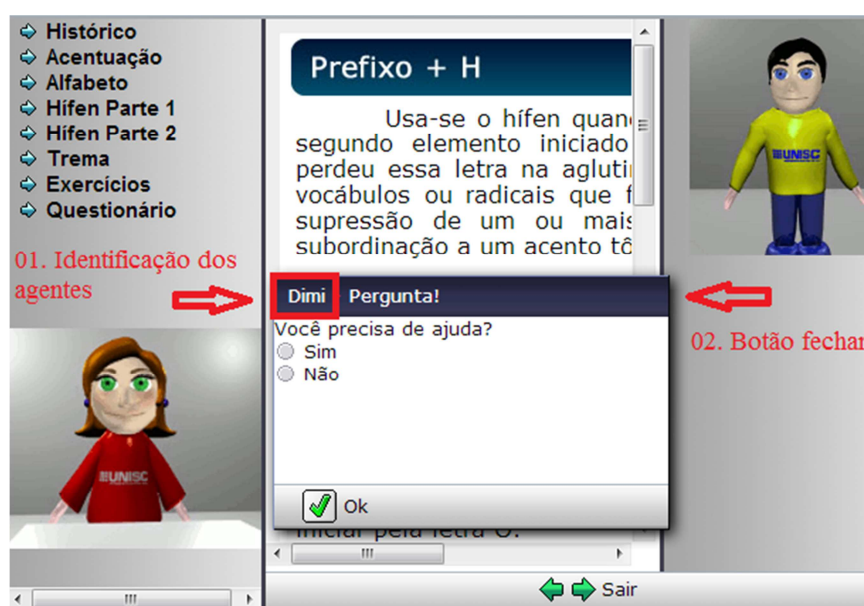 Histórico
Acentuação
Alfabeto
Hífen Parte 1
Hífen Parte 2
Trema
Exercícios
Questionário
01. Identificação dos
agentes
UNISC
Prefixo + H
Usa-se o hífen quan
segundo elemento iniciado
perdeu essa letra na agluti
vocábulos ou radicais que f
supressão de um ou mais
subordinação a um acento tô
Dimi - Pergunta!
Você precisa de ajuda?
Sim
Não
Ok
iniciar pela letra O.
Sair
UNISC
02. Botão fechar